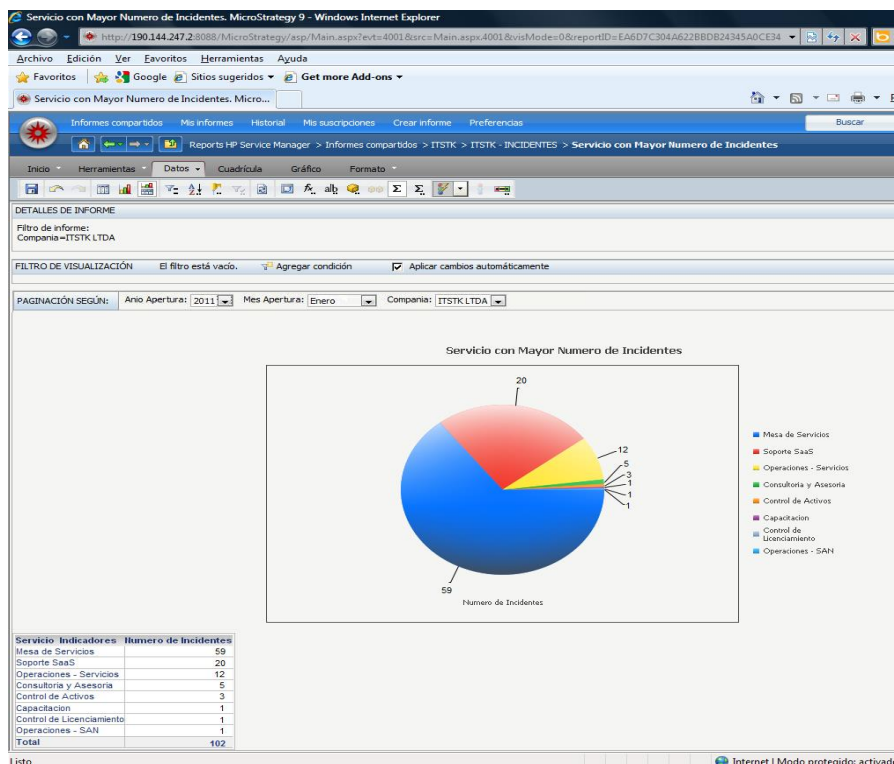 Servicio con Mayor Numero de Incidentes. MicroStrategy 9 - Windows Internet Explorer
http://190.144.247.2:8088/MicroStrategy/asp/Main.aspx?evt=4001&src=Main.aspx.4001&visMode=0&reportID=EA6D7C304A622BBDB24345A0CE34
Archivo Edición Ver Favoritos Herramientas Ayuda
Favoritos Google Sitios sugeridos Get more Add-ons
Servicio con Mayor Numero de Incidentes. Micro...
Informes compartidos Mis informes Historial Mis suscripciones Crear informe Preferencias Buscar
Reports HP Service Manager > Informes compartidos > ITSTK > ITSTK - INCIDENTES > Servicio con Mayor Numero de Incidentes
Inicio Herramientas Datos Cuadrícula Gráfico Formato
DETALLES DE INFORME
Filtro de informe:
Compania=ITSTK LTDA
FILTRO DE VISUALIZACIÓN El filtro está vacío. Agregar condición Aplicar cambios automáticamente
PAGINACIÓN SEGÚN: Anio Apertura: 2011 Mes Apertura: Enero Compania: ITSTK LTDA
Servicio con Mayor Numero de Incidentes
20
12
5
3
1
1
1
59
Numero de Incidentes
Mesa de Servicios
Soporte SaaS
Operaciones - Servicios
Consultoria y Asesoria
Control de Activos
Capacitacion
Control de
Licenciamiento
Operaciones - SAN
Servicio Indicadores Numero de Incidentes
Mesa de Servicios 59
Soporte SaaS 20
Operaciones - Servicios 12
Consultoria y Asesoria 5
Control de Activos 3
Capacitacion 1
Control de Licenciamiento 1
Operaciones - SAN 1
Total 102
Listo Internet | Modo protegido: activado